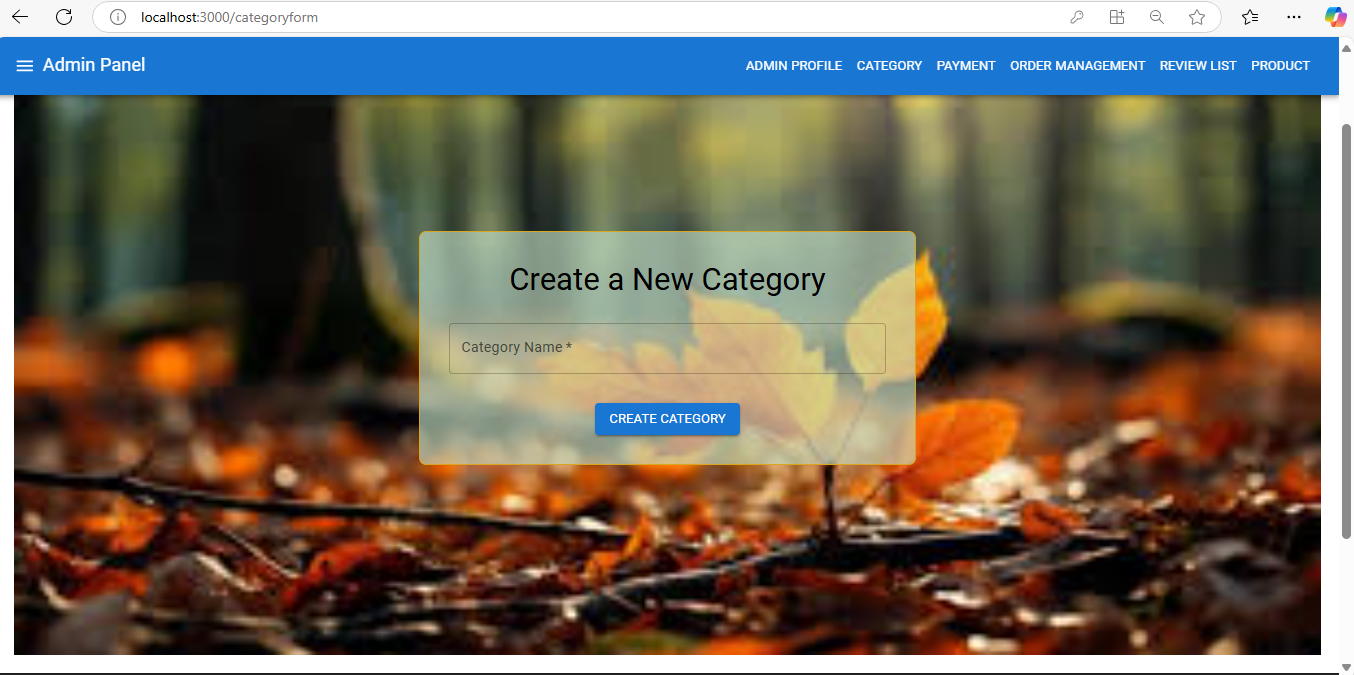 localhost:3000/categoryform
Admin Panel
ADMIN PROFILE CATEGORY PAYMENT ORDER MANAGEMENT REVIEW LIST PRODUCT
Create a New Category
Category Name *
CREATE CATEGORY